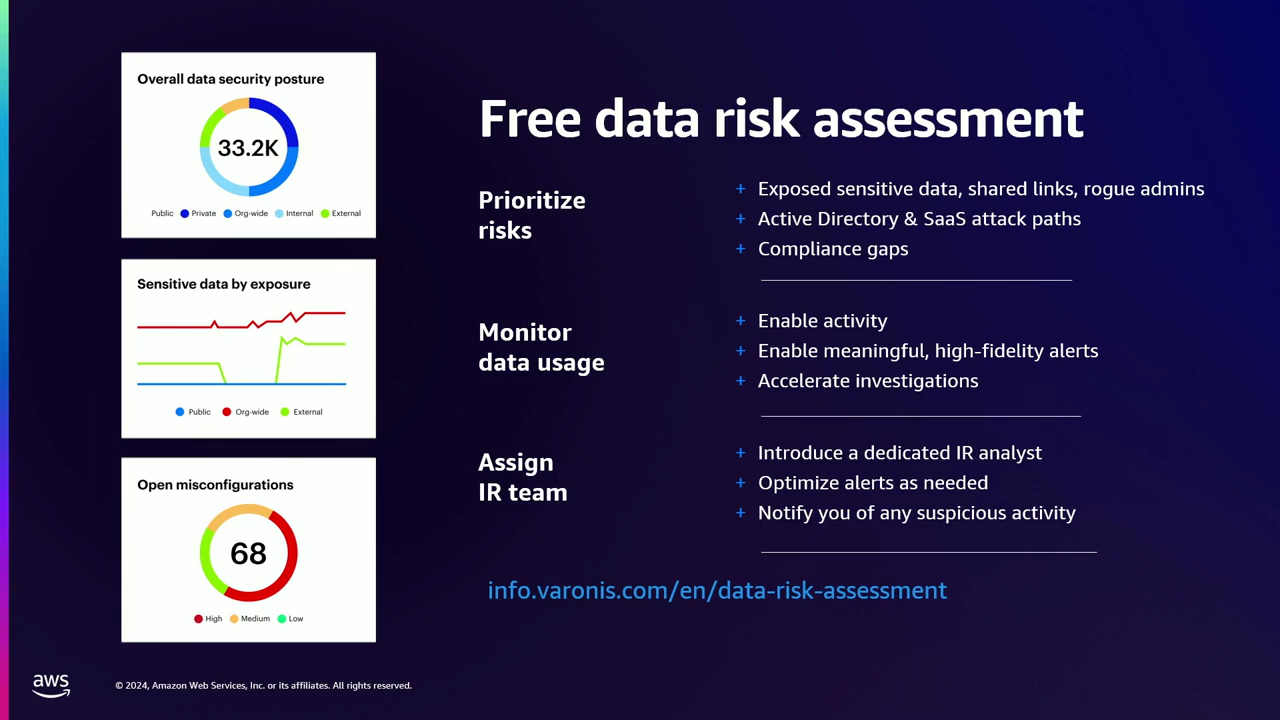 Overall data security posture
33.2K
Public Private Org-wide Internal External
Sensitive data by exposure
Public Org-wide External
Open misconfigurations
68
High Medium Low
Free data risk assessment
Prioritize
risks
+ Exposed sensitive data, shared links, rogue admins
+ Active Directory & SaaS attack paths
+ Compliance gaps
Monitor
data usage
+ Enable activity
+ Enable meaningful, high-fidelity alerts
+ Accelerate investigations
Assign
IR team
+ Introduce a dedicated IR analyst
+ Optimize alerts as needed
+ Notify you of any suspicious activity
info.varonis.com/en/data-risk-assessment
aws
© 2024, Amazon Web Services, Inc. or its affiliates. All rights reserved.